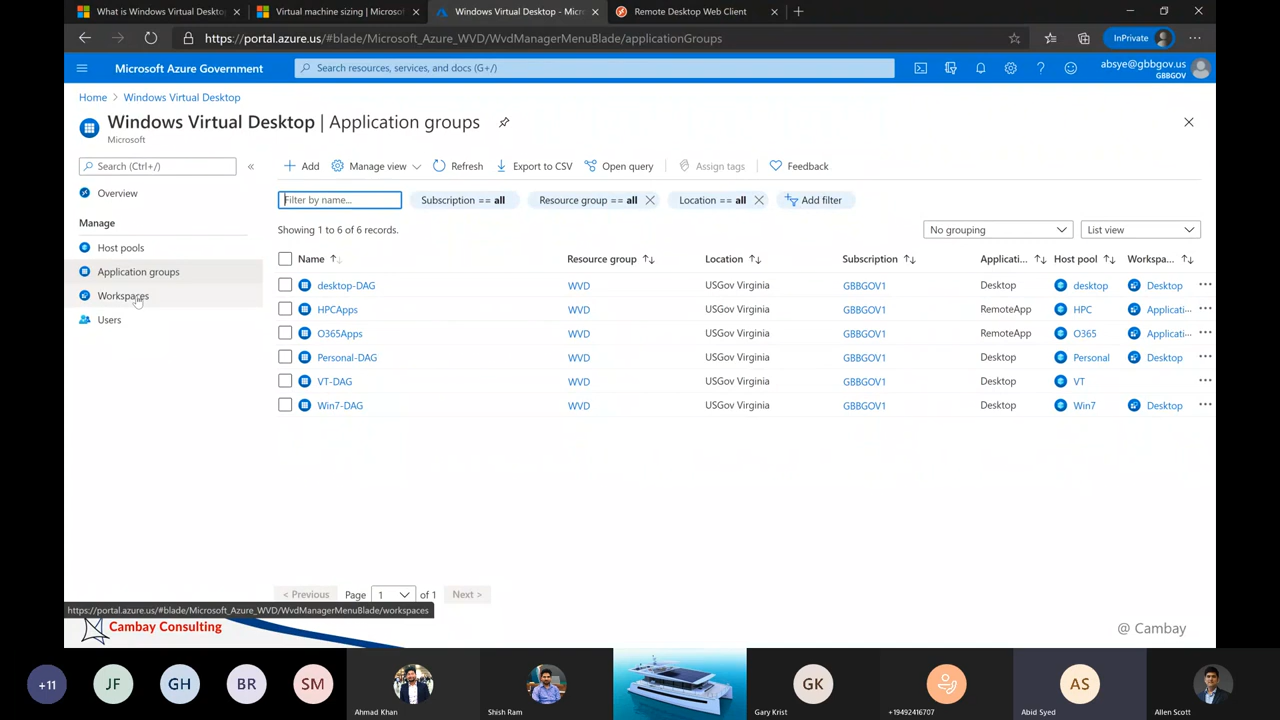 What is Windows Virtual Desktop
Virtual machine sizing | Microsoft
Windows Virtual Desktop - Micr
Remote Desktop Web Client
https://portal.azure.us/#blade/Microsoft_Azure_WVD/WvdManagerMenuBlade/applicationGroups
InPrivate
Microsoft Azure Government
Search resources, services, and docs (G+/)
absye@gbbgov.us
GBBGOV
Home > Windows Virtual Desktop
Windows Virtual Desktop | Application groups
Microsoft
Search (Ctrl+/)
«
Add
Manage view
Refresh
Export to CSV
Open query
Assign tags
Feedback
Overview
Manage
Host pools
Application groups
Workspaces
Users
Filter by name...
Subscription == all
Resource group == all
Location == all
Add filter
Showing 1 to 6 of 6 records.
No grouping
List view
Name Resource group Location Subscription Applicati... Host pool Workspa...
desktop-DAG WVD USGov Virginia GBBGOV1 Desktop desktop Desktop ...
HPCApps WVD USGov Virginia GBBGOV1 RemoteApp HPC Applicati... ...
O365Apps WVD USGov Virginia GBBGOV1 RemoteApp O365 Applicati... ...
Personal-DAG WVD USGov Virginia GBBGOV1 Desktop Personal Desktop ...
VT-DAG WVD USGov Virginia GBBGOV1 Desktop VT ...
Win7-DAG WVD USGov Virginia GBBGOV1 Desktop Win7 Desktop ...
< Previous Page 1 of 1 Next >
https://portal.azure.us/#blade/Microsoft_Azure_WVD/WvdManagerMenuBlade/workspaces
Cambay Consulting
@ Cambay
+11
JF
GH
BR
SM
Ahmad Khan
Shish Ram
GK
Gary Krist
+19492416707
AS
Abid Syed
Allen Scott